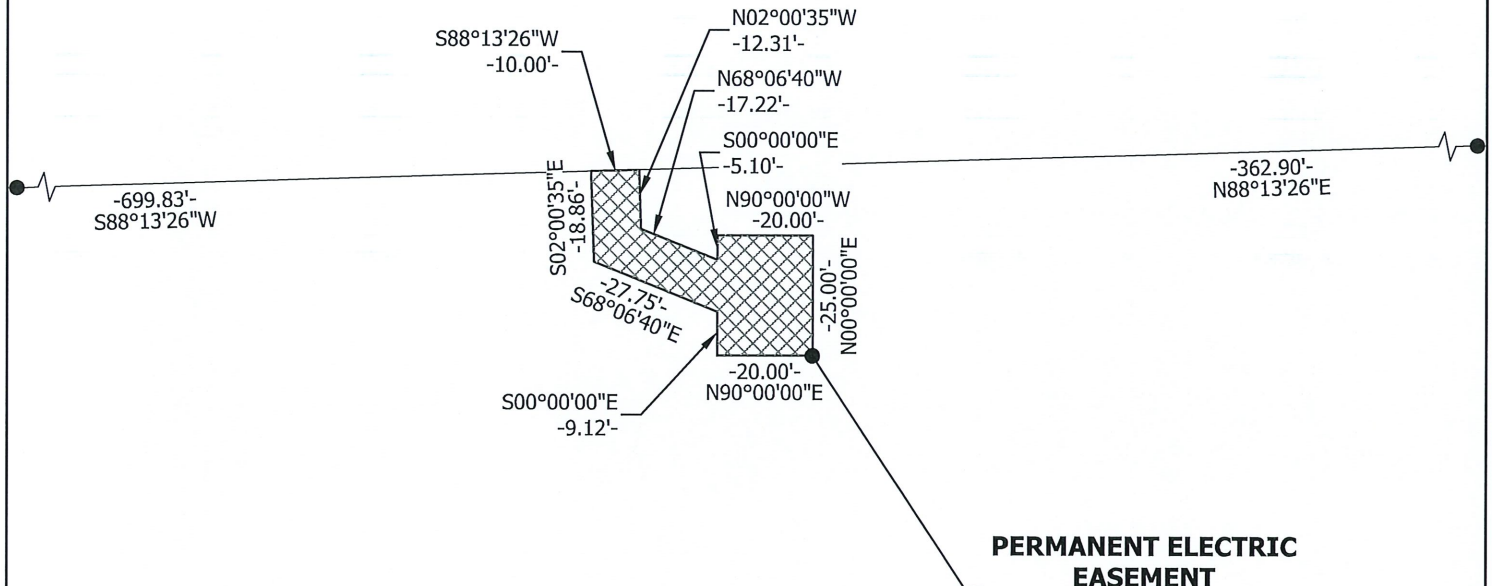 N02°00'35"W
-12.31'-
S88°13'26"W
-10.00'-
N68°06'40"W
-17.22'-
S00°00'00"E
-5.10'-
-362.90'-
N88°13'26"E
-699.83'-
S88°13'26"W
S02°00'35"E
-18.86'-
N90°00'00"W
-20.00'-
-25.00'-
N00°00'00"E
-27.75'-
S68°06'40"E
-20.00'-
N90°00'00"E
S00°00'00"E
-9.12'-
PERMANENT ELECTRIC
EASEMENT